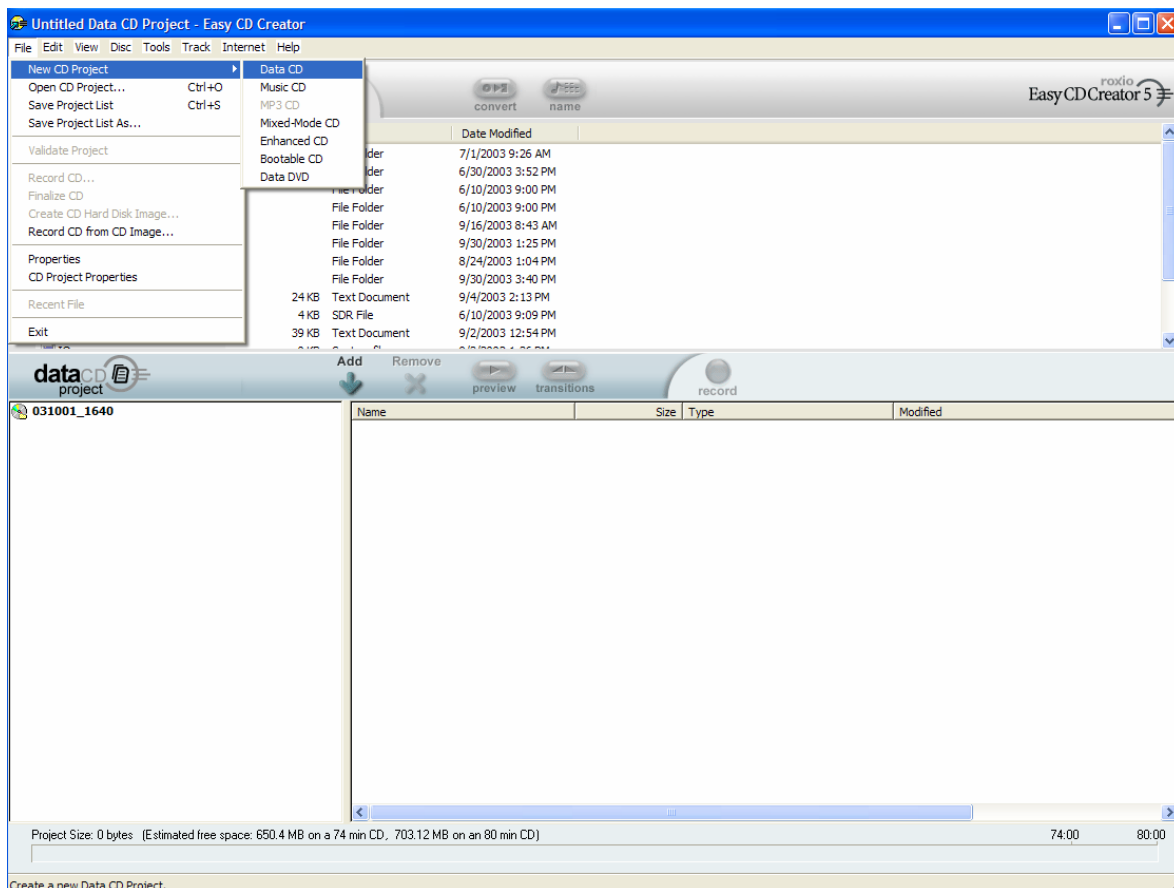 Untitled Data CD Project - Easy CD Creator
File Edit View Disc Tools Track Internet Help
New CD Project
Open CD Project... Ctrl+O
Save Project List Ctrl+S
Save Project List As...
Validate Project
Record CD...
Finalize CD
Create CD Hard Disk Image...
Record CD from CD Image...
Properties
CD Project Properties
Recent File
Exit
Data CD
Music CD
MP3 CD
Mixed-Mode CD
Enhanced CD
Bootable CD
Data DVD
convert name
roxio
Easy CD Creator 5
Date Modified
7/1/2003 9:26 AM
6/30/2003 3:52 PM
File Folder 6/10/2003 9:00 PM
File Folder 6/10/2003 9:00 PM
File Folder 9/16/2003 8:43 AM
File Folder 9/30/2003 1:25 PM
File Folder 8/24/2003 1:04 PM
File Folder 9/30/2003 3:40 PM
24 KB Text Document 9/4/2003 2:13 PM
4 KB SDR File 6/10/2003 9:09 PM
39 KB Text Document 9/2/2003 12:54 PM
dataCD
project
Add Remove
preview transitions
record
031001_1640
Name Size Type Modified
Project Size: 0 bytes (Estimated free space: 650.4 MB on a 74 min CD, 703.12 MB on an 80 min CD)
74:00 80:00
Create a new Data CD Project.